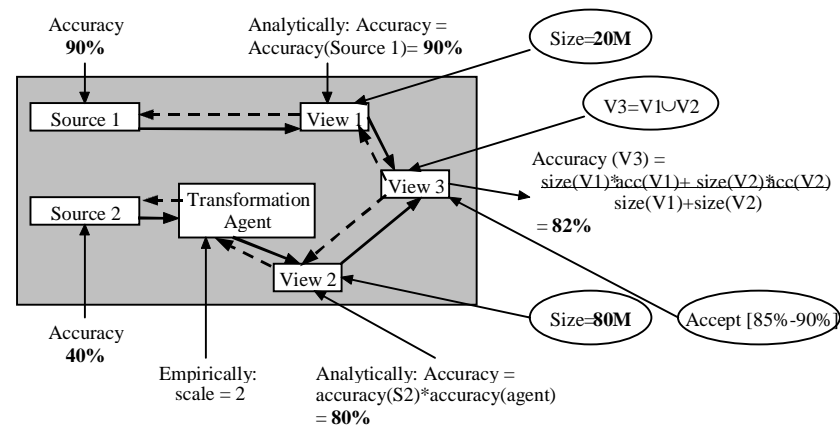 Accuracy
90%
Analytically: Accuracy =
Accuracy(Source 1)= 90%
Size=20M
Source 1
View 1
V3=V1∪V2
Accuracy (V3) =
size(V1)*acc(V1)+ size(V2)*acc(V2)
size(V1)+size(V2)
= 82%
Transformation
Agent
View 3
Source 2
View 2
Accuracy
40%
Size=80M
Accept [85%-90%]
Empirically:
scale = 2
Analytically: Accuracy =
accuracy(S2)*accuracy(agent)
= 80%